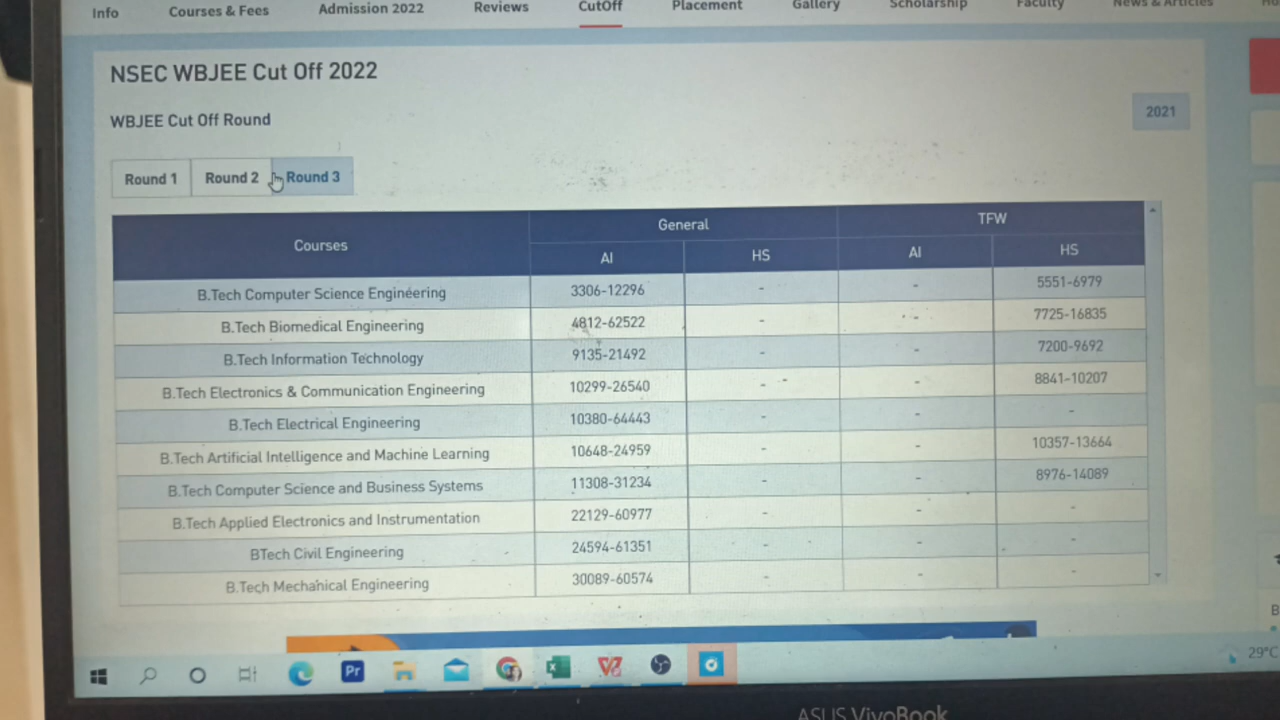 Info Courses & Fees Admission 2022 Reviews CutOff Placement Gallery Scholarship Faculty News & Articles
NSEC WBJEE Cut Off 2022
WBJEE Cut Off Round
2021
Round 1 Round 2 Round 3
Courses General TFW
AI HS AI HS
B.Tech Computer Science Engineering 3306-12296 - - 5551-6979
B.Tech Biomedical Engineering 4812-62522 - - 7725-16835
B.Tech Information Technology 9135-21492 - - 7200-9692
B.Tech Electronics & Communication Engineering 10299-26540 - - 8841-10207
B.Tech Electrical Engineering 10380-64443 - - -
B.Tech Artificial Intelligence and Machine Learning 10648-24959 - - 10357-13664
B.Tech Computer Science and Business Systems 11308-31234 - - 8976-14089
B.Tech Applied Electronics and Instrumentation 22129-60977 - - -
BTech Civil Engineering 24594-61351 - - -
B.Tech Mechanical Engineering 30089-60574 - - -
Pr
29°C
ASUS VivoBook